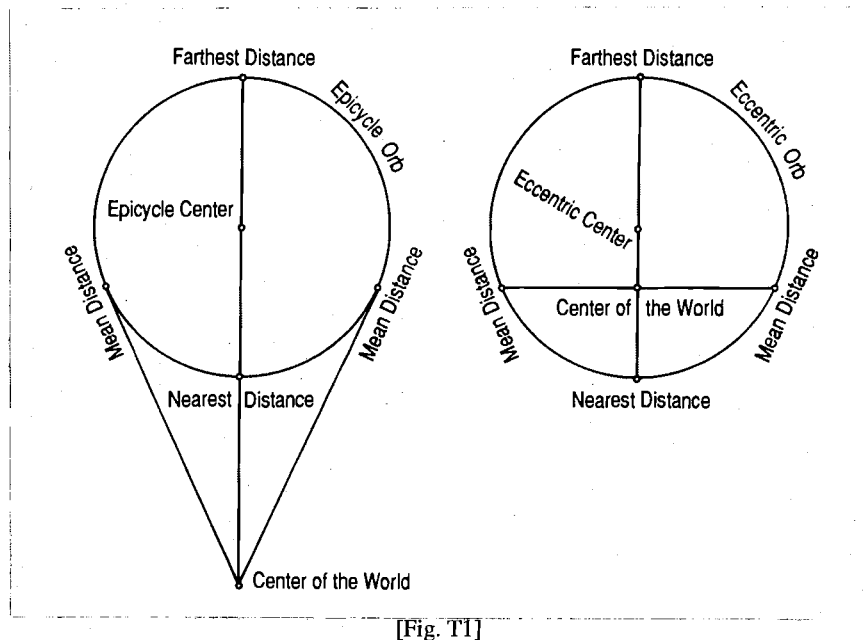 Farthest Distance
Epicycle Orb
Epicycle Center
Mean Distance
Mean Distance
Nearest Distance
Center of the World
Farthest Distance
Eccentric Orb
Eccentric Center
Mean Distance
Center of the World
Mean Distance
Nearest Distance
[Fig. T1]